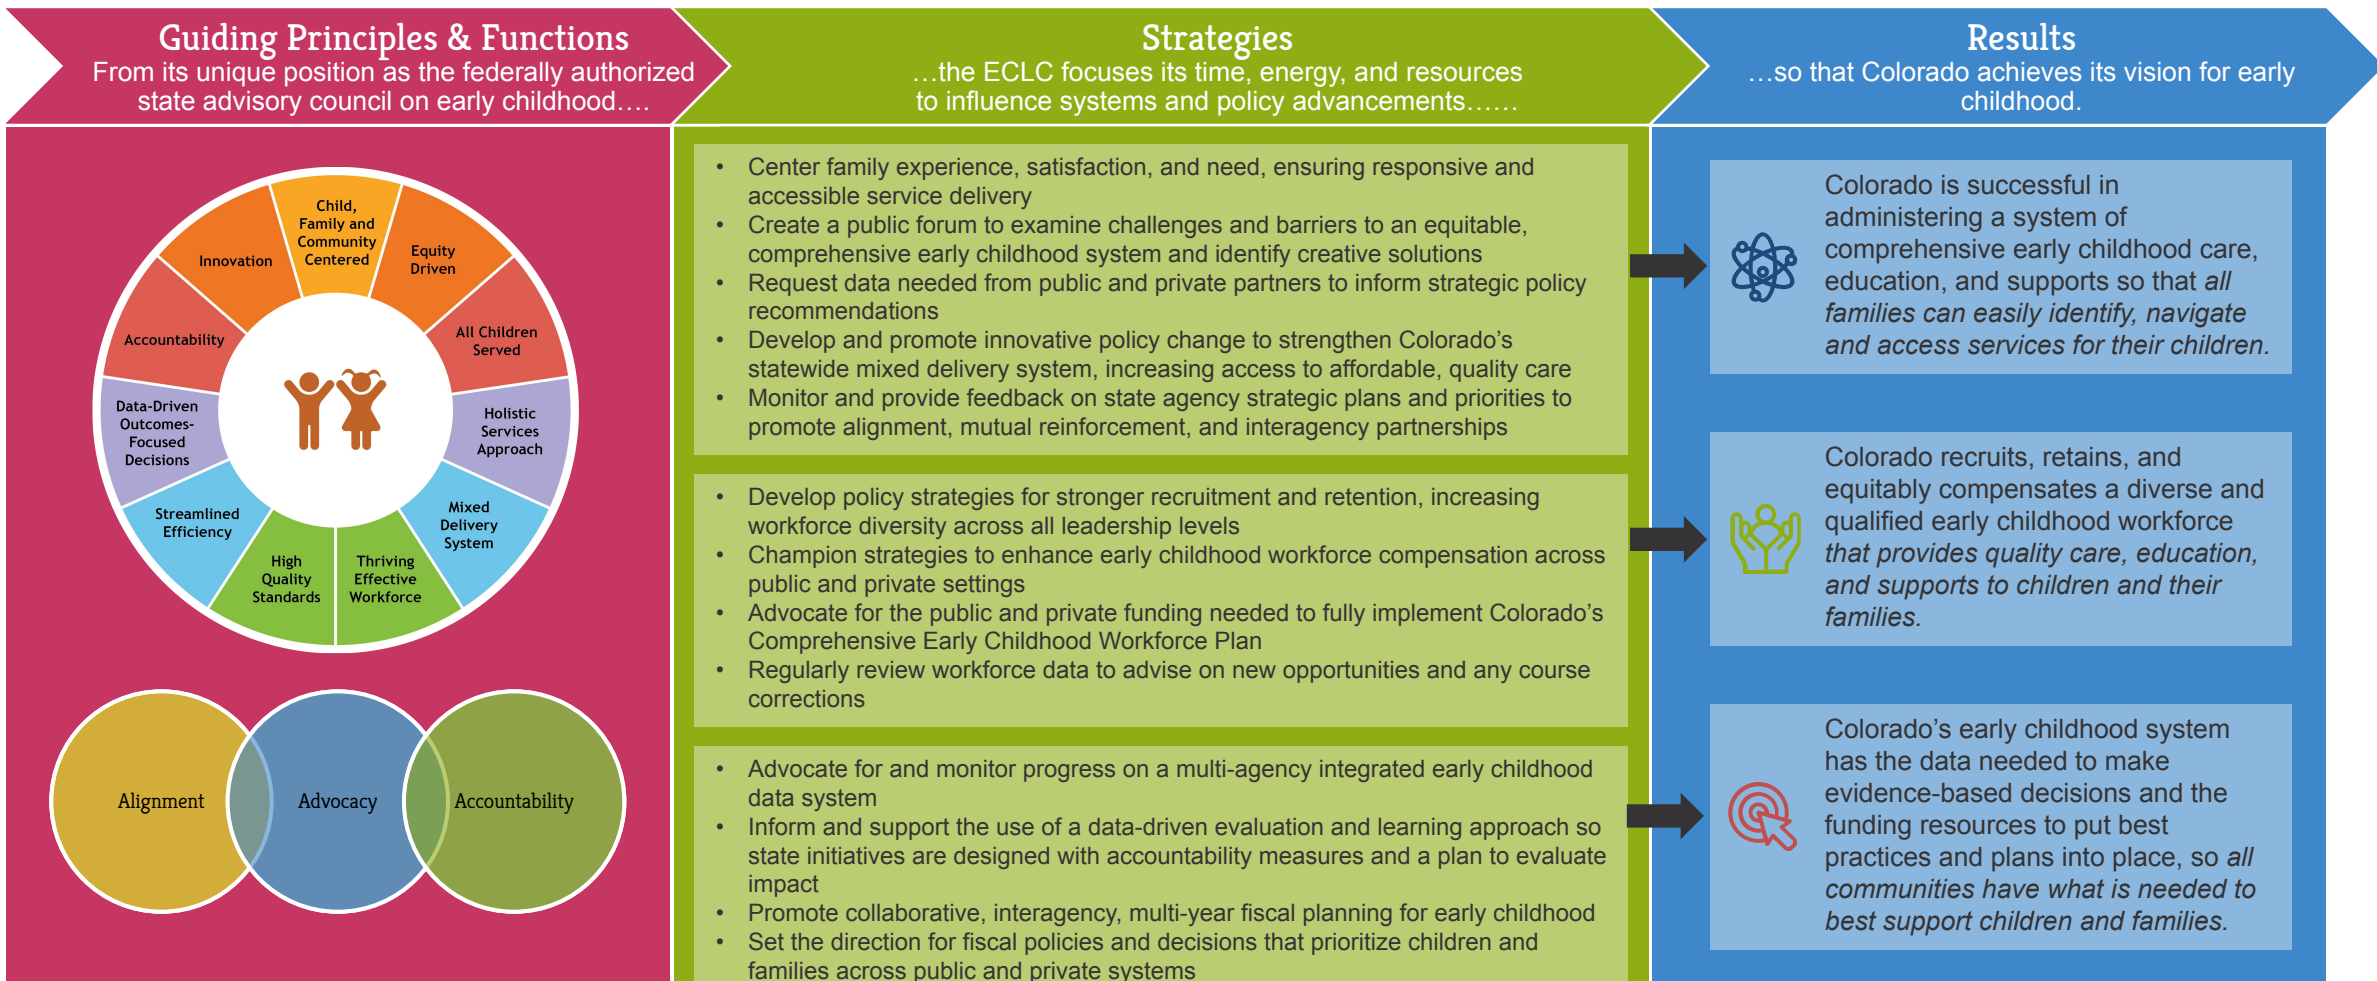 Guiding Principles & Functions
From its unique position as the federally authorized
state advisory council on early childhood….
Strategies
…the ECLC focuses its time, energy, and resources
to influence systems and policy advancements……
Results
…so that Colorado achieves its vision for early
childhood.
Child,
Family and
Community
Centered
Equity
Driven
All Children
Served
Holistic
Services
Approach
Mixed
Delivery
System
Thriving
Effective
Workforce
High
Quality
Standards
Streamlined
Efficiency
Data-Driven
Outcomes-
Focused
Decisions
Accountability
Innovation
Alignment
Advocacy
Accountability
• Center family experience, satisfaction, and need, ensuring responsive and
accessible service delivery
• Create a public forum to examine challenges and barriers to an equitable,
comprehensive early childhood system and identify creative solutions
• Request data needed from public and private partners to inform strategic policy
recommendations
• Develop and promote innovative policy change to strengthen Colorado’s
statewide mixed delivery system, increasing access to affordable, quality care
• Monitor and provide feedback on state agency strategic plans and priorities to
promote alignment, mutual reinforcement, and interagency partnerships
• Develop policy strategies for stronger recruitment and retention, increasing
workforce diversity across all leadership levels
• Champion strategies to enhance early childhood workforce compensation across
public and private settings
• Advocate for the public and private funding needed to fully implement Colorado’s
Comprehensive Early Childhood Workforce Plan
• Regularly review workforce data to advise on new opportunities and any course
corrections
• Advocate for and monitor progress on a multi-agency integrated early childhood
data system
• Inform and support the use of a data-driven evaluation and learning approach so
state initiatives are designed with accountability measures and a plan to evaluate
impact
• Promote collaborative, interagency, multi-year fiscal planning for early childhood
• Set the direction for fiscal policies and decisions that prioritize children and
families across public and private systems
Colorado is successful in
administering a system of
comprehensive early childhood care,
education, and supports so that all
families can easily identify, navigate
and access services for their children.
Colorado recruits, retains, and
equitably compensates a diverse and
qualified early childhood workforce
that provides quality care, education,
and supports to children and their
families.
Colorado’s early childhood system
has the data needed to make
evidence-based decisions and the
funding resources to put best
practices and plans into place, so all
communities have what is needed to
best support children and families.